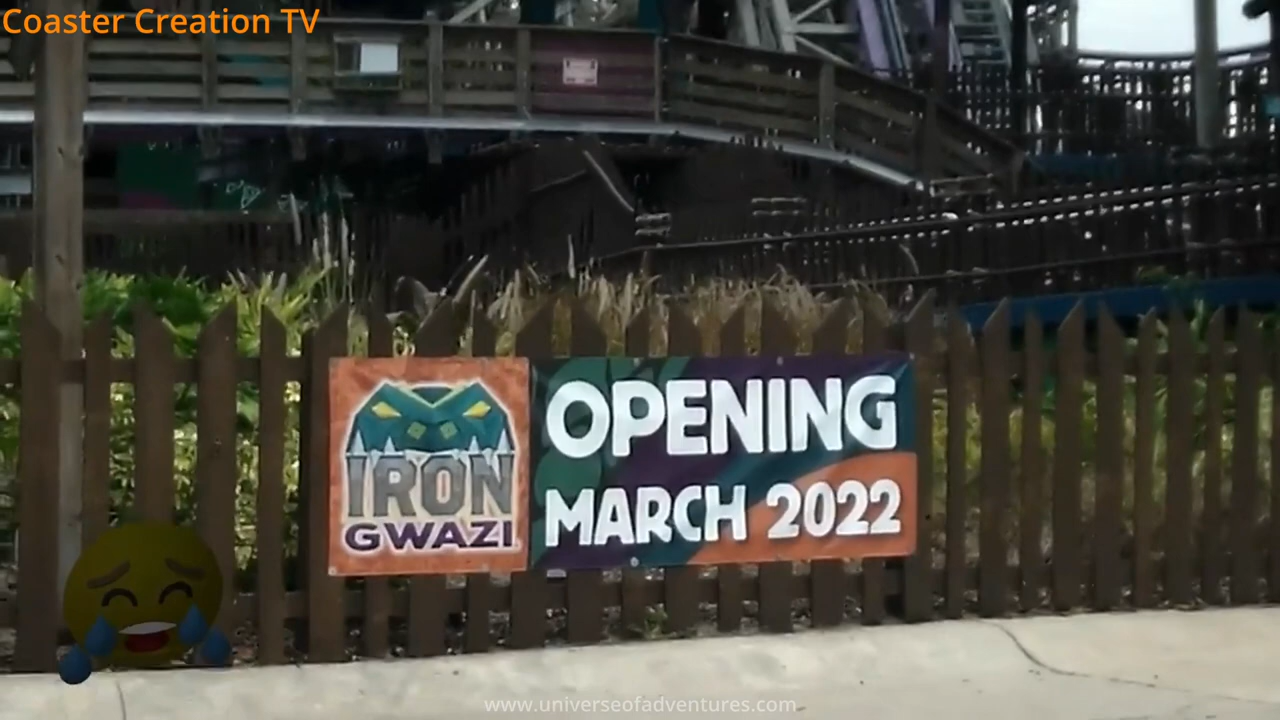 Coaster Creation TV
IRON
GWAZI
OPENING
MARCH 2022
www.universeofadventures.com